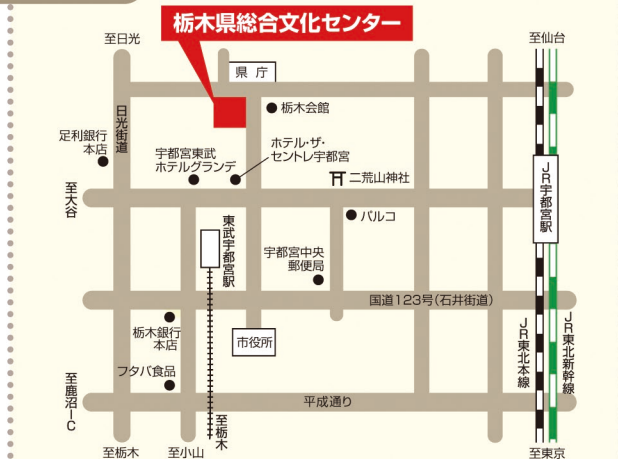 栃木県総合文化センター
至日光
至仙台
県庁
栃木会館
日光街道
足利銀行
本店
宇都宮東武
ホテルグランデ
ホテル・ザ・
セントレ宇都宮
二荒山神社
JR宇都宮駅
至大谷
パルコ
東武宇都宮駅
宇都宮中央
郵便局
国道123号(石井街道)
栃木銀行
本店
市役所
JR東北本線
JR東北新幹線
フタバ食品
至鹿沼IC
平成通り
至栃木
至栃木
至小山
至東京